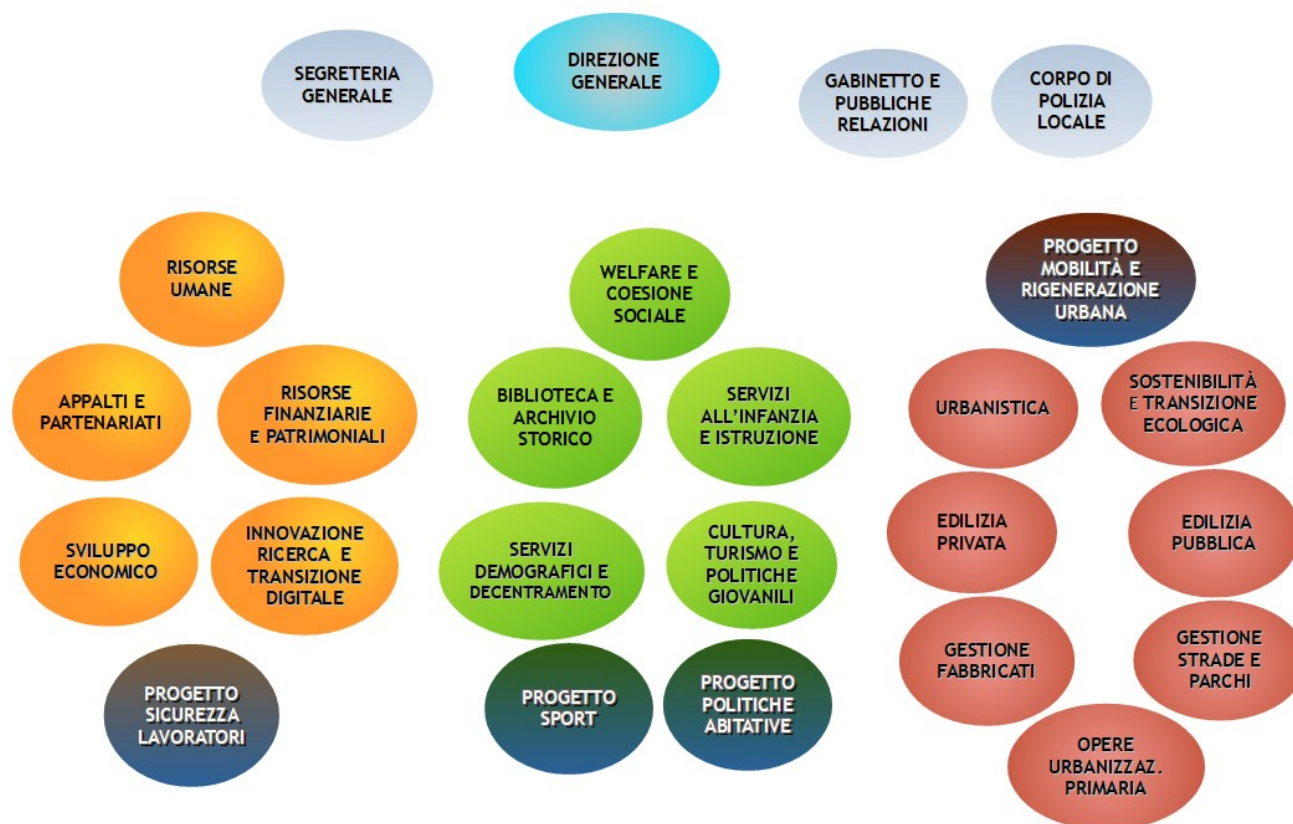 SEGRETERIA
GENERALE
DIREZIONE
GENERALE
GABINETTO E
PUBBLICHE
RELAZIONI
CORPO DI
POLIZIA
LOCALE
RISORSE
UMANE
APPALTI E
PARTENARIATI
RISORSE
FINANZIARIE
E PATRIMONIALI
SVILUPPO
ECONOMICO
INNOVAZIONE
RICERCA E
TRANSIZIONE
DIGITALE
PROGETTO
SICUREZZA
LAVORATORI
WELFARE E
COESIONE
SOCIALE
BIBLIOTECA E
ARCHIVIO
STORICO
SERVIZI
ALL’INFANZIA
E ISTRUZIONE
SERVIZI
DEMOGRAFICI E
DECENTRAMENTO
CULTURA,
TURISMO E
POLITICHE
GIOVANILI
PROGETTO
SPORT
PROGETTO
POLITICHE
ABITATIVE
PROGETTO
MOBILITÀ E
RIGENERAZIONE
URBANA
URBANISTICA
SOSTENIBILITÀ
E TRANSIZIONE
ECOLOGICA
EDILIZIA
PRIVATA
EDILIZIA
PUBBLICA
GESTIONE
FABBRICATI
GESTIONE
STRADE E
PARCHI
OPERE
URBANIZZAZ.
PRIMARIA